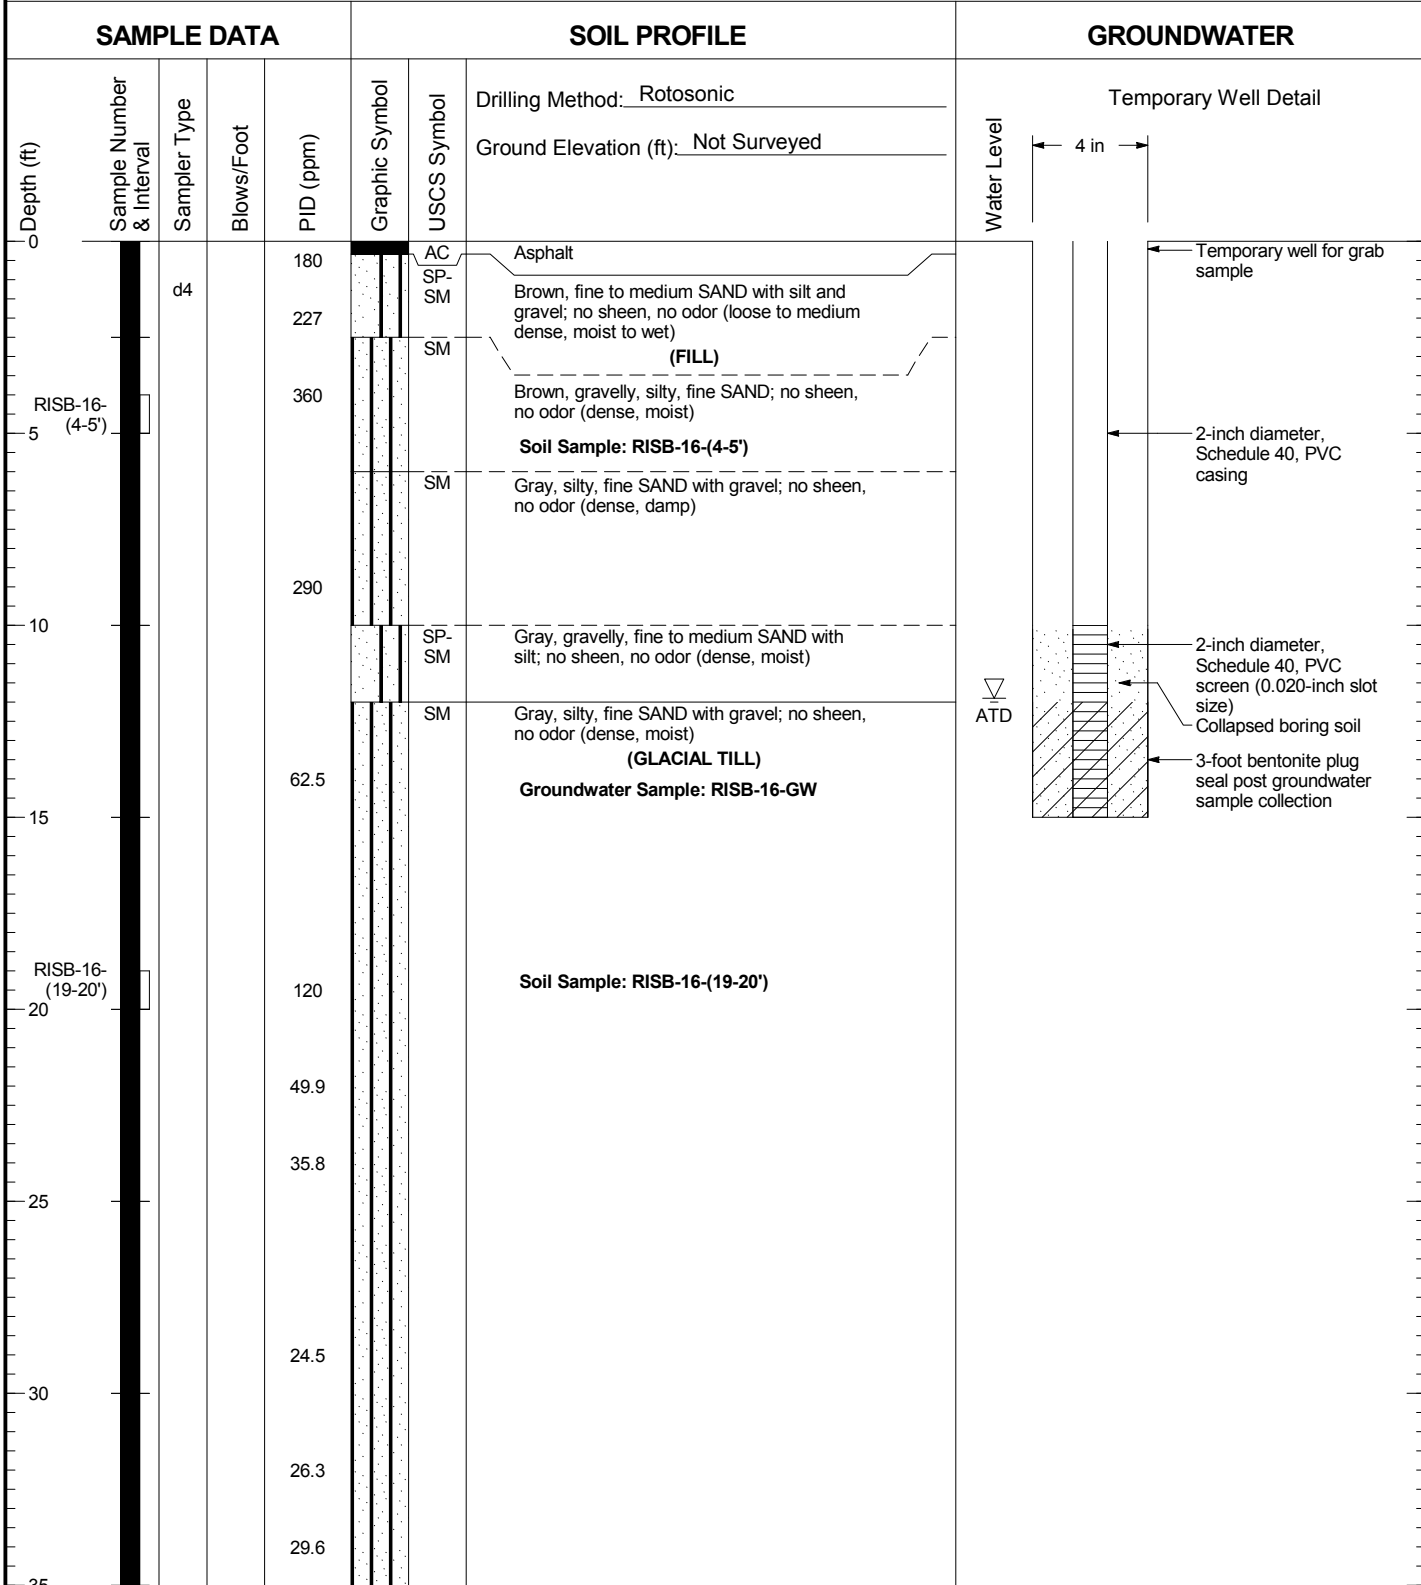 SAMPLE DATA
SOIL PROFILE
GROUNDWATER
Depth (ft)
Sample Number
& Interval
Sampler Type
Blows/Foot
PID (ppm)
Graphic Symbol
USCS Symbol
Drilling Method: Rotosonic
Ground Elevation (ft): Not Surveyed
Water Level
Temporary Well Detail
4 in
0
180
AC
Asphalt
Temporary well for grab
sample
d4
SP-
SM
Brown, fine to medium SAND with silt and
gravel; no sheen, no odor (loose to medium
dense, moist to wet)
227
(FILL)
SM
360
Brown, gravelly, silty, fine SAND; no sheen,
no odor (dense, moist)
RISB-16-
(4-5')
5
Soil Sample: RISB-16-(4-5')
2-inch diameter,
Schedule 40, PVC
casing
SM
Gray, silty, fine SAND with gravel; no sheen,
no odor (dense, damp)
290
10
SP-
SM
Gray, gravelly, fine to medium SAND with
silt; no sheen, no odor (dense, moist)
2-inch diameter,
Schedule 40, PVC
screen (0.020-inch slot
size)
ATD
Collapsed boring soil
SM
Gray, silty, fine SAND with gravel; no sheen,
no odor (dense, moist)
(GLACIAL TILL)
62.5
Groundwater Sample: RISB-16-GW
3-foot bentonite plug
seal post groundwater
sample collection
15
RISB-16-
(19-20')
120
Soil Sample: RISB-16-(19-20')
20
49.9
35.8
25
24.5
30
26.3
29.6
35